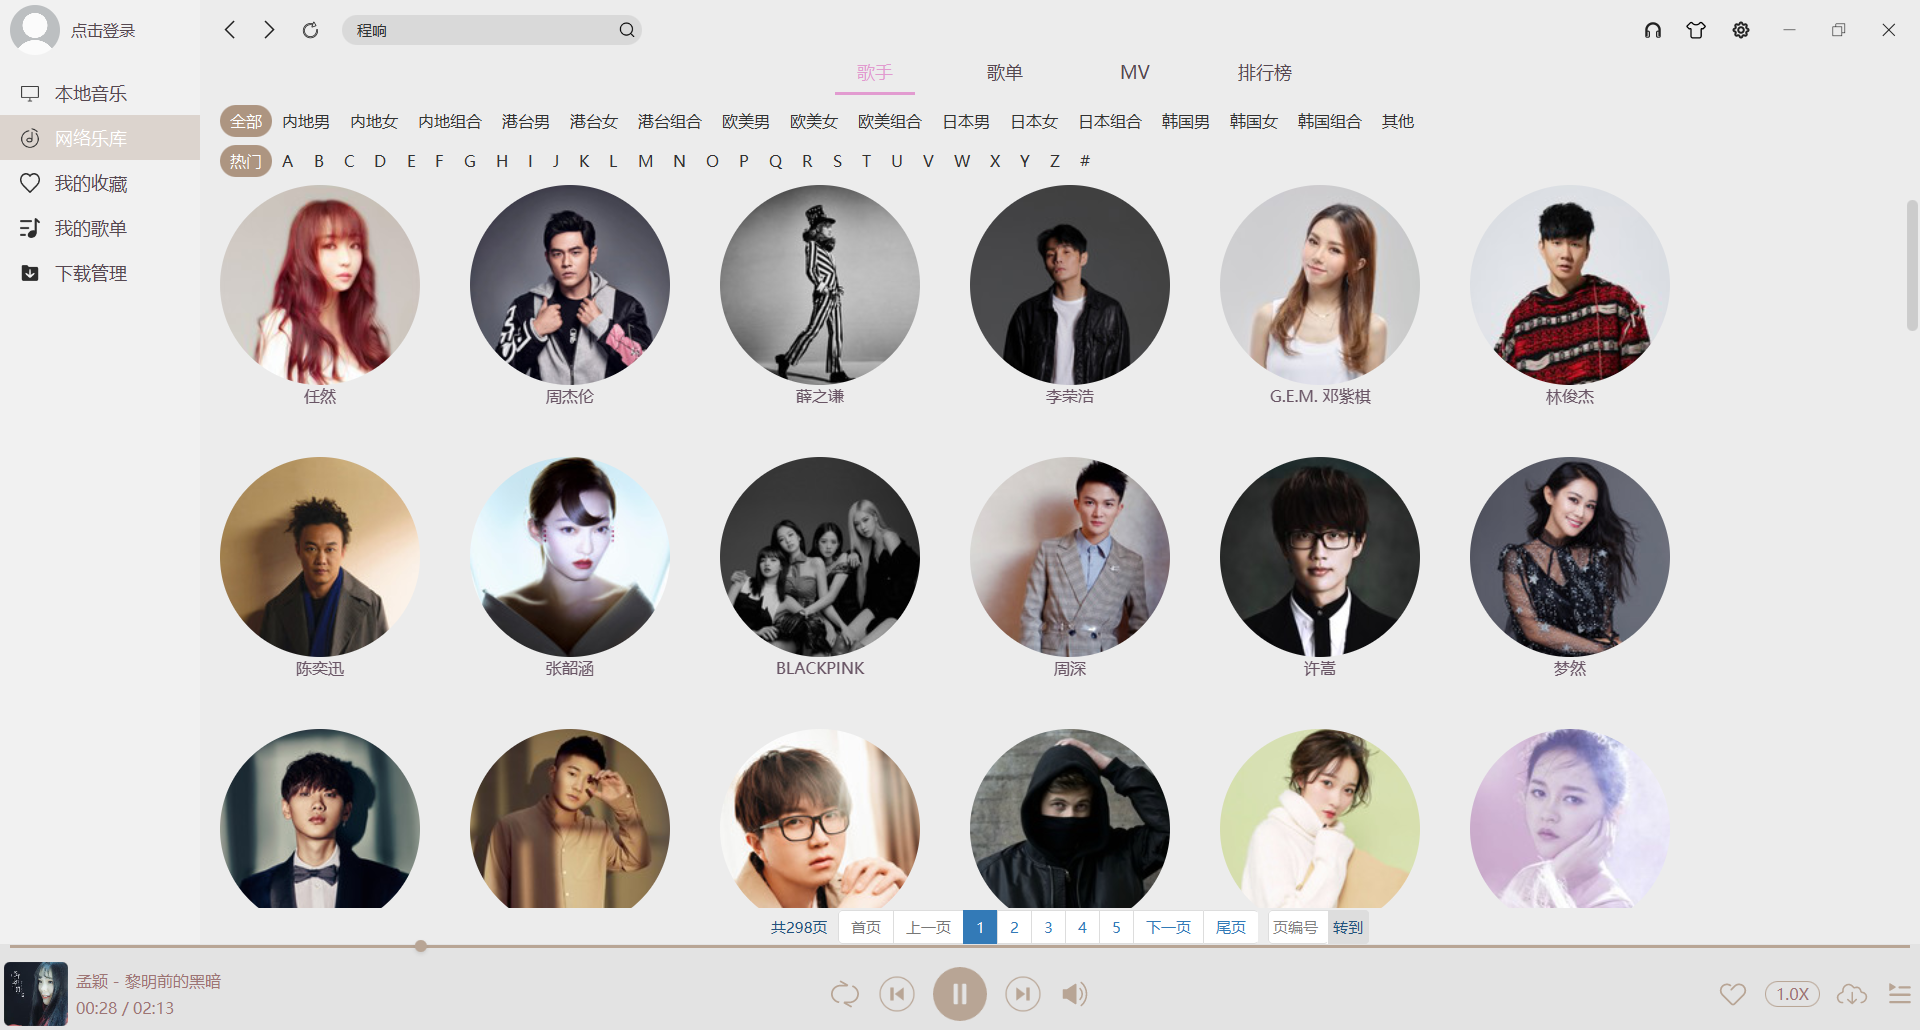 点击登录
程响
本地音乐
网络乐库
我的收藏
我的歌单
下载管理
歌手 歌单 MV 排行榜
全部 内地男 内地女 内地组合 港台男 港台女 港台组合 欧美男 欧美女 欧美组合 日本男 日本女 日本组合 韩国男 韩国女 韩国组合 其他
热门 A B C D E F G H I J K L M N O P Q R S T U V W X Y Z #
任然 周杰伦 薛之谦 李荣浩 G.E.M. 邓紫棋 林俊杰
陈奕迅 张韶涵 BLACKPINK 周深 许嵩 梦然
共298页 首页 上一页 1 2 3 4 5 下一页 尾页 页编号 转到
孟颖 - 黎明前的黑暗
00:28 / 02:13
1.0X